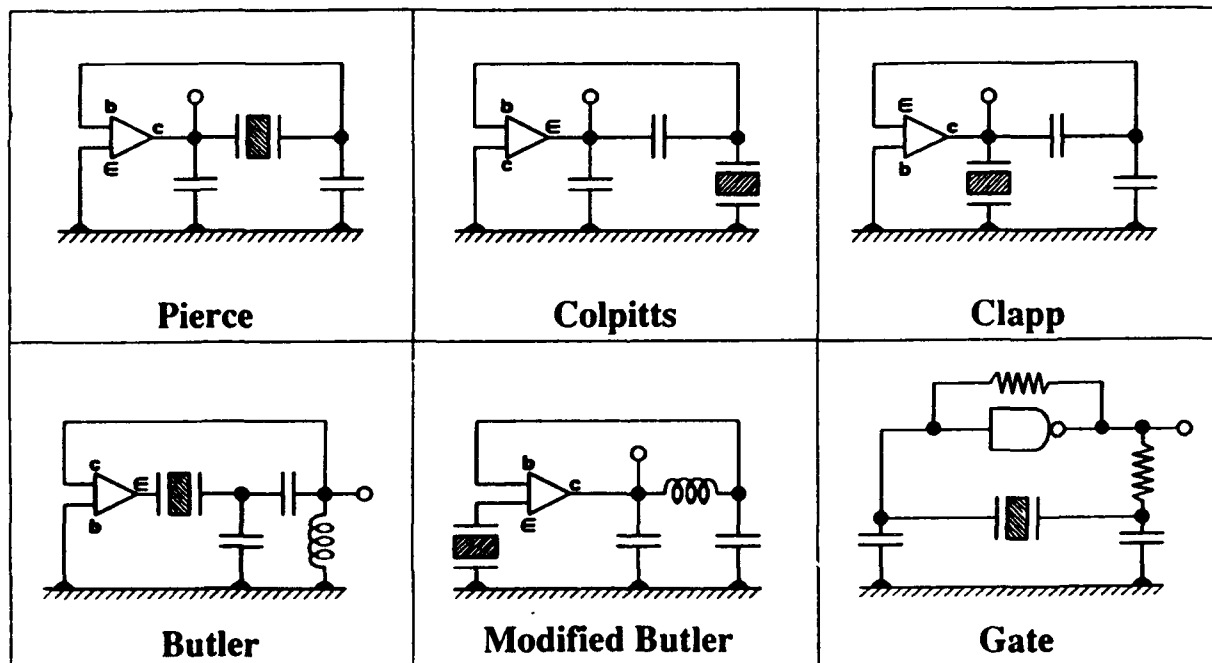 b
c
∈
Pierce
b
∈
c
Colpitts
∈
c
b
Clapp
c
∈
b
Butler
b
c
∈
Modified Butler
Gate